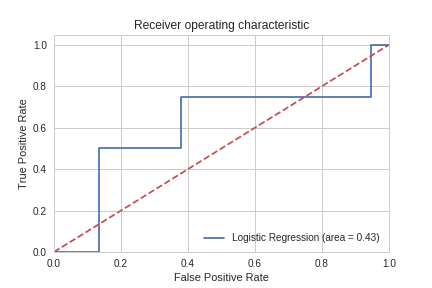 Receiver operating characteristic
1.0
0.8
0.6
0.4
0.2
0.0
True Positive Rate
Logistic Regression (area = 0.43)
0.0 0.2 0.4 0.6 0.8 1.0
False Positive Rate